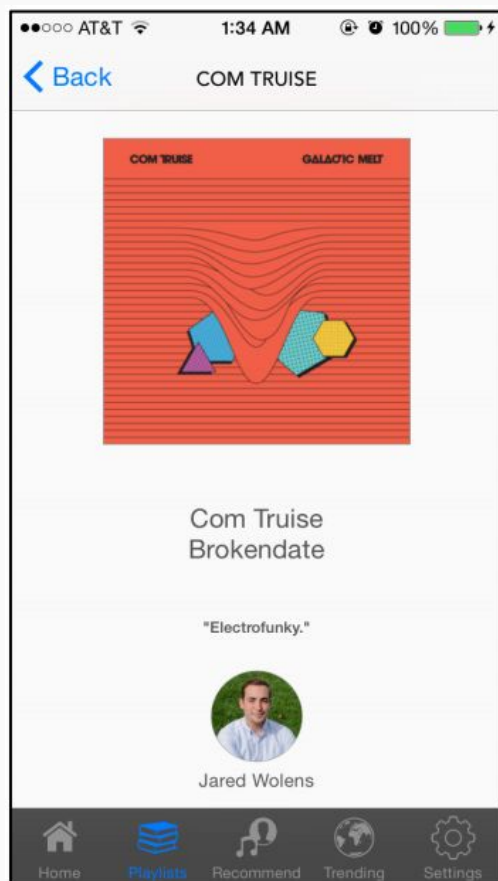 AT&T 1:34 AM 100%
Back COM TRUISE
COM TRUISE GALACTIC MELT
Com Truise
Brokendate
"Electrofunky."
Jared Wolens
Home Playlists Recommend Trending Settings